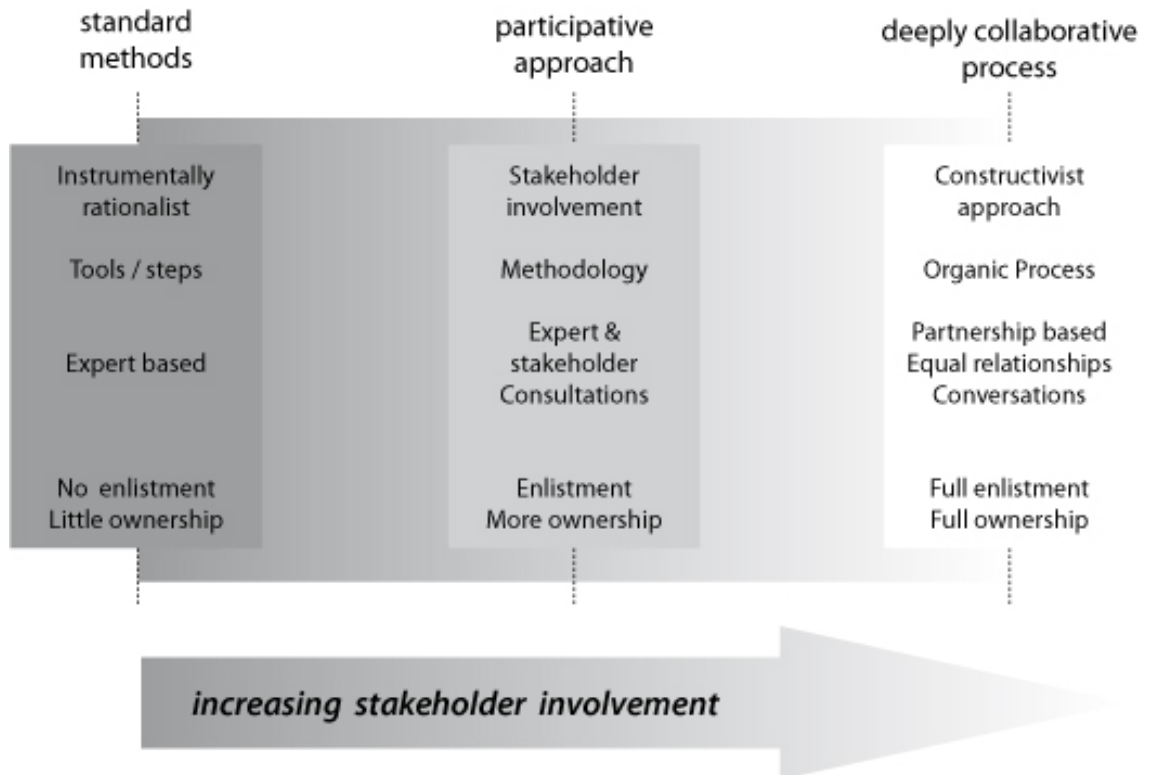 standard
methods
participative
approach
deeply collaborative
process
Instrumentally
rationalist
Tools / steps
Expert based
No enlistment
Little ownership
Stakeholder
involvement
Methodology
Expert &
stakeholder
Consultations
Enlistment
More ownership
Constructivist
approach
Organic Process
Partnership based
Equal relationships
Conversations
Full enlistment
Full ownership
increasing stakeholder involvement